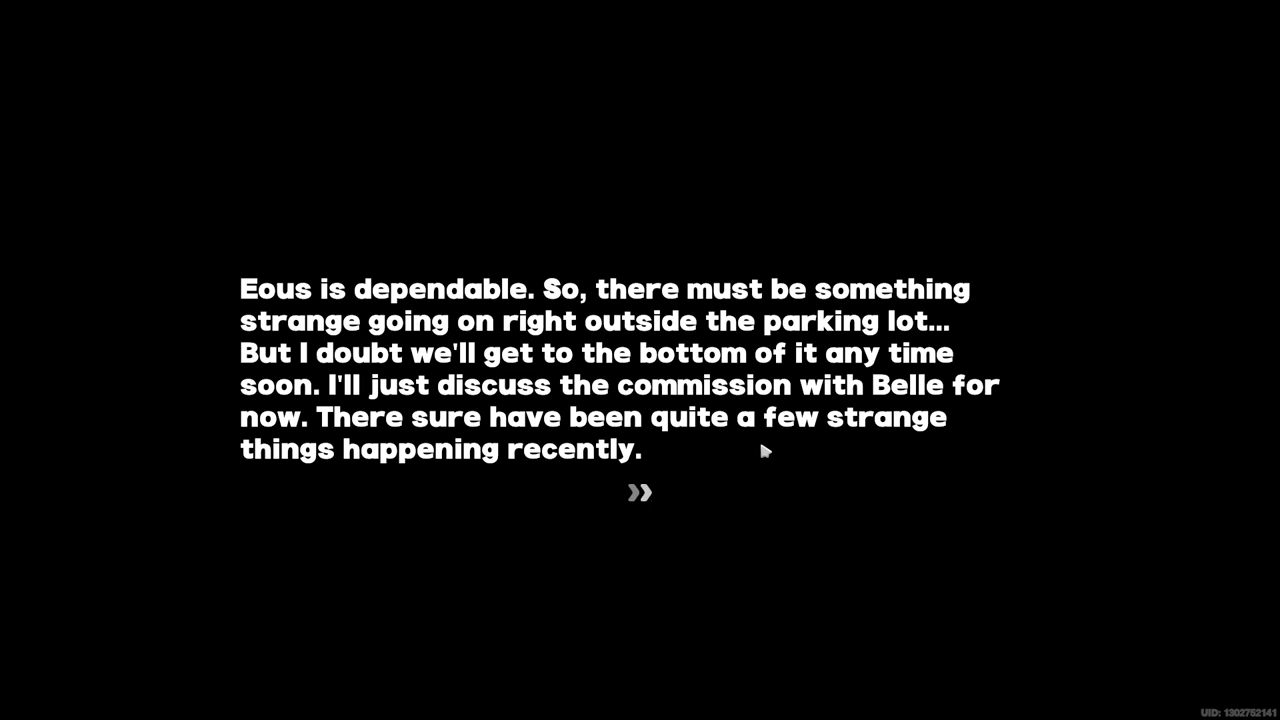 Eous is dependable. So, there must be something
strange going on right outside the parking lot...
But I doubt we'll get to the bottom of it any time
soon. I'll just discuss the commission with Belle for
now. There sure have been quite a few strange
things happening recently.
UID: 1302752141